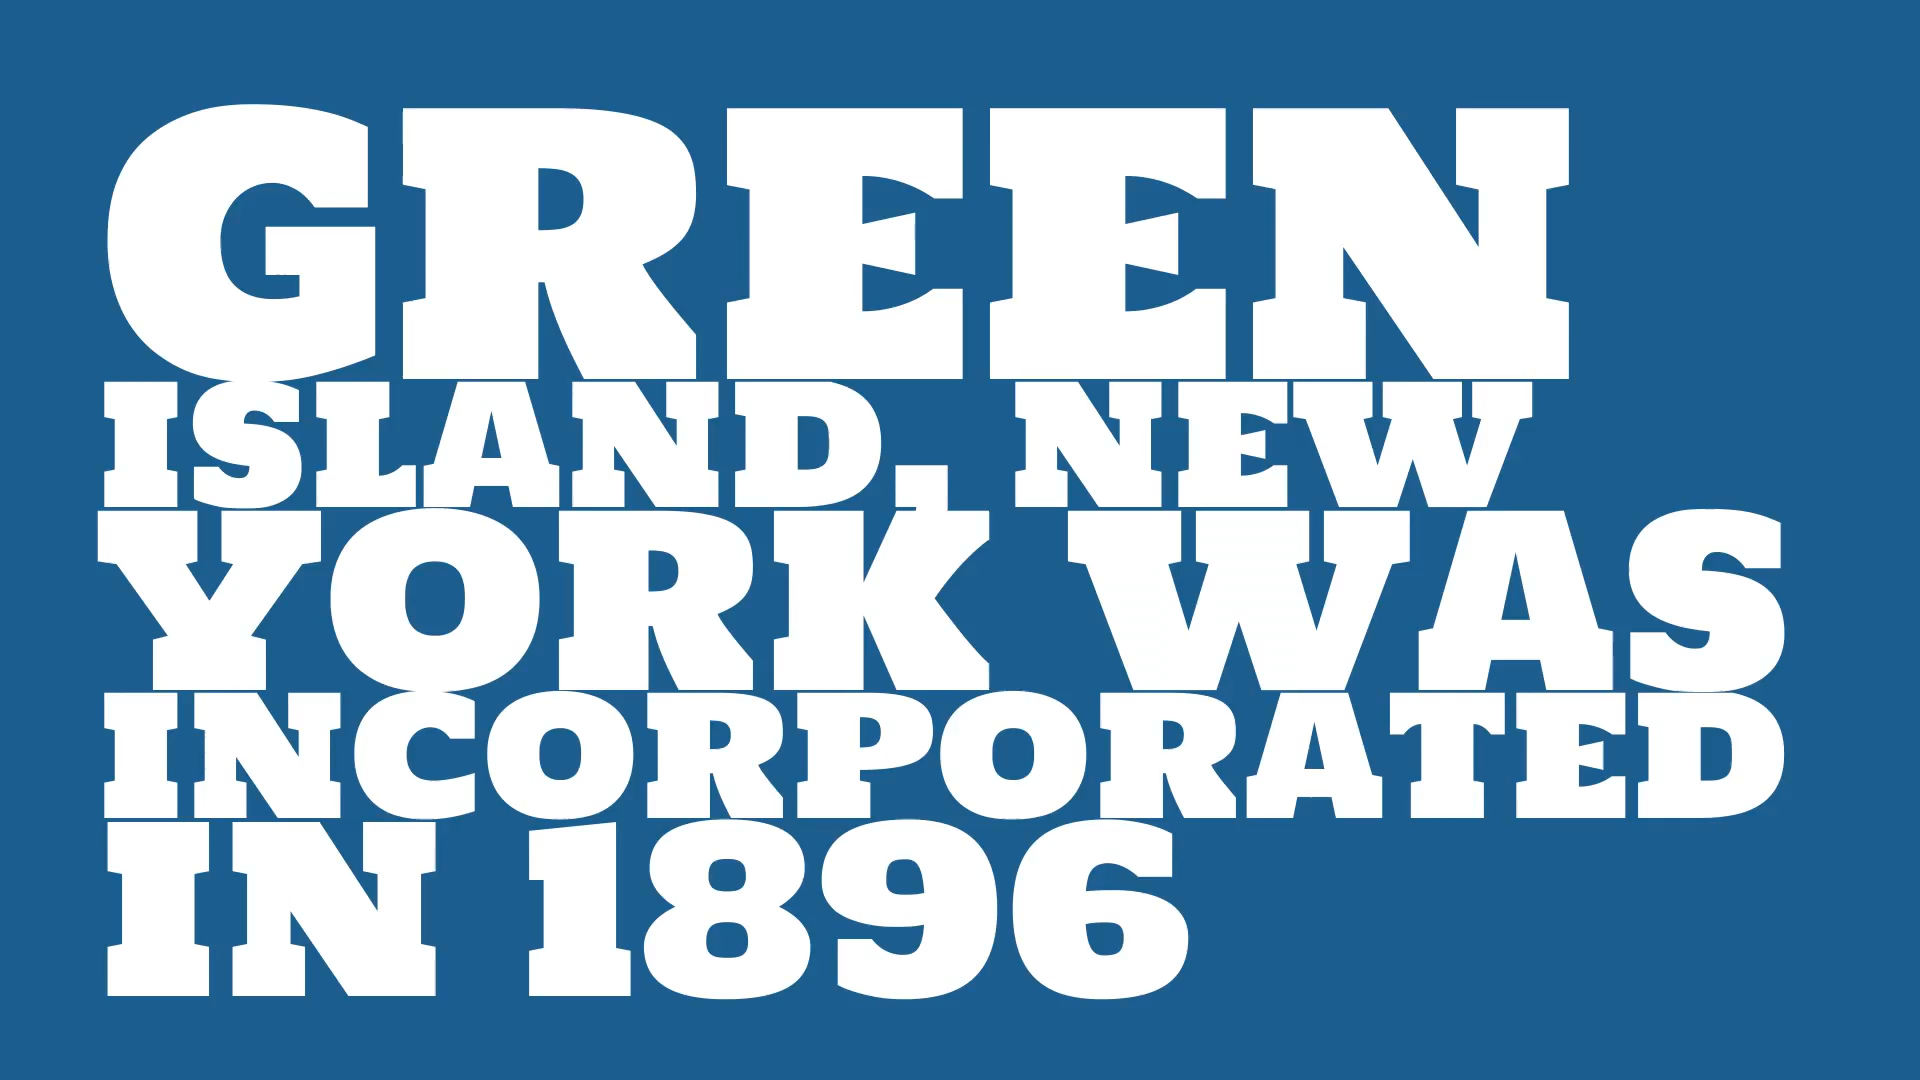 GREEN
ISLAND, NEW
YORK WAS
INCORPORATED
IN 1896